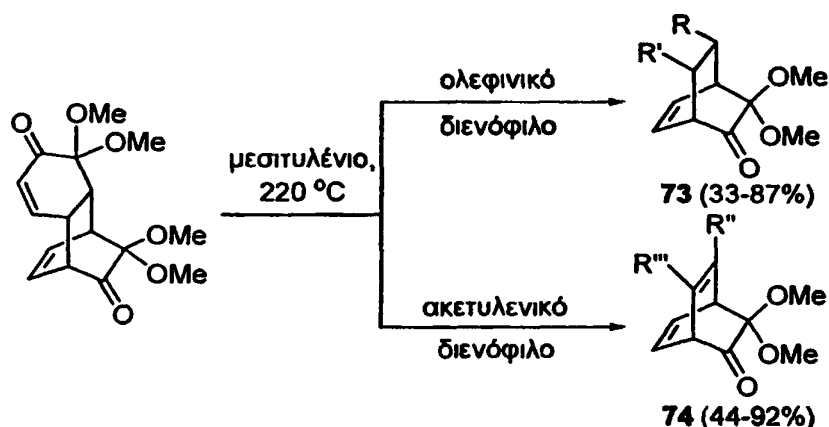 O
OMe
OMe
OMe
OMe
O
μεσιτυλένιο,
220 °C
ολεφινικό
διενόφιλο
R
R'
OMe
OMe
O
73 (33-87%)
ακετυλενικό
διενόφιλο
R''
R'''
OMe
OMe
O
74 (44-92%)